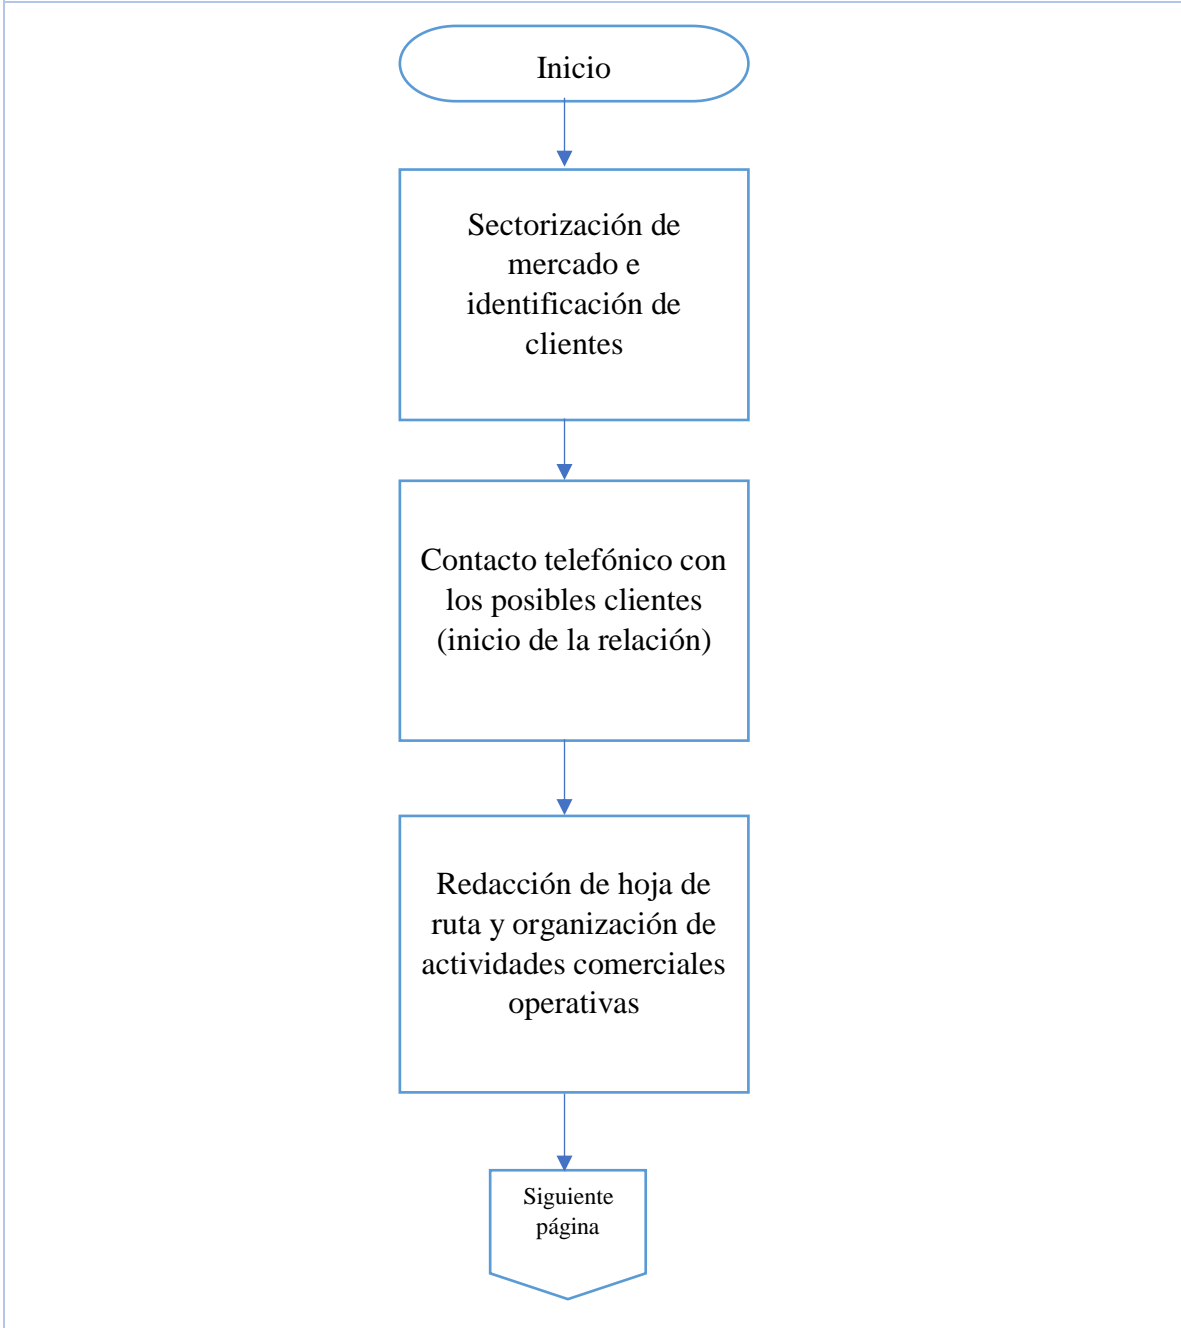 Inicio
Sectorización de
mercado e
identificación de
clientes
Contacto telefónico con
los posibles clientes
(inicio de la relación)
Redacción de hoja de
ruta y organización de
actividades comerciales
operativas
Siguiente
página